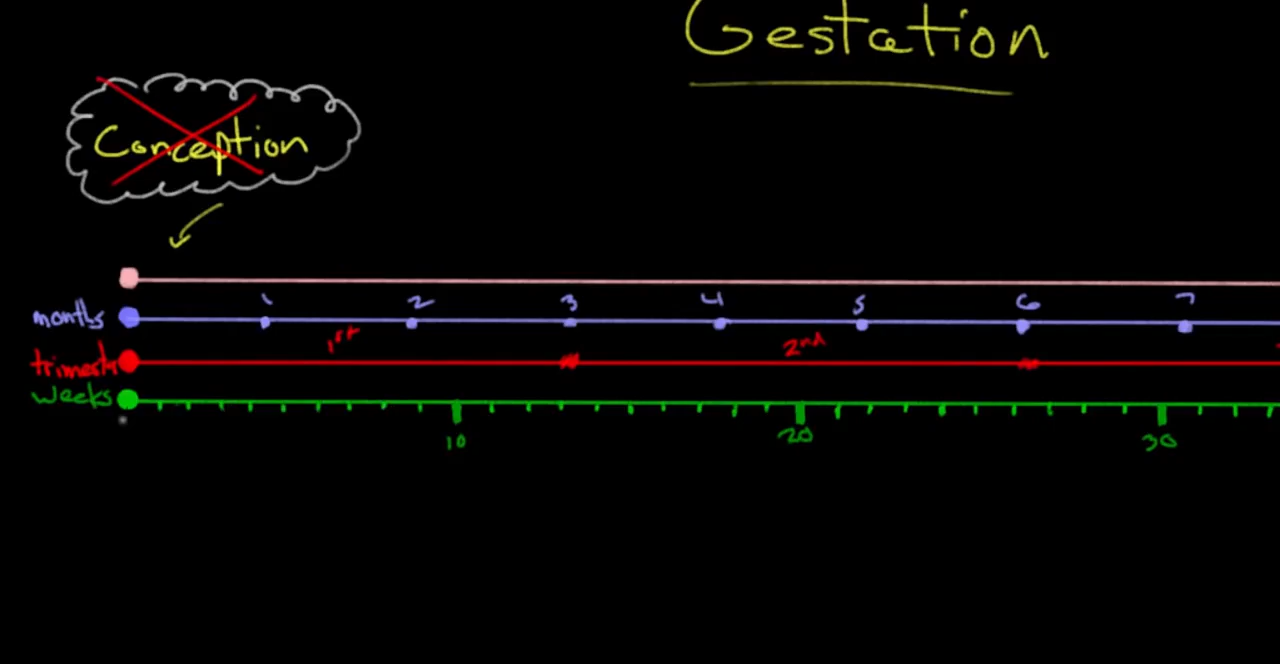 Gestation
Conception
months 1 2 3 4 5 6 7
1st 2nd
weeks
10 20 30